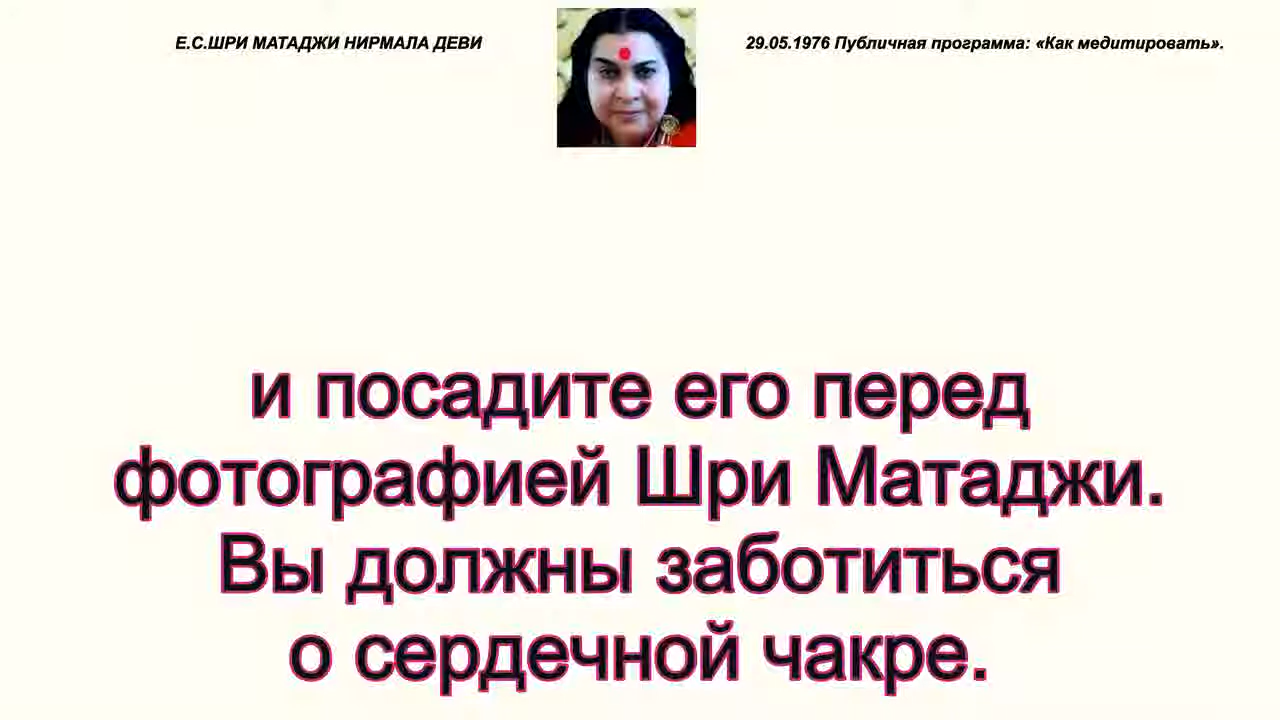 Е.С.ШРИ МАТАДЖИ НИРМАЛА ДЕВИ
29.05.1976 Публичная программа: «Как медитировать».
и посадите его перед
фотографией Шри Матаджи.
Вы должны заботиться
о сердечной чакре.